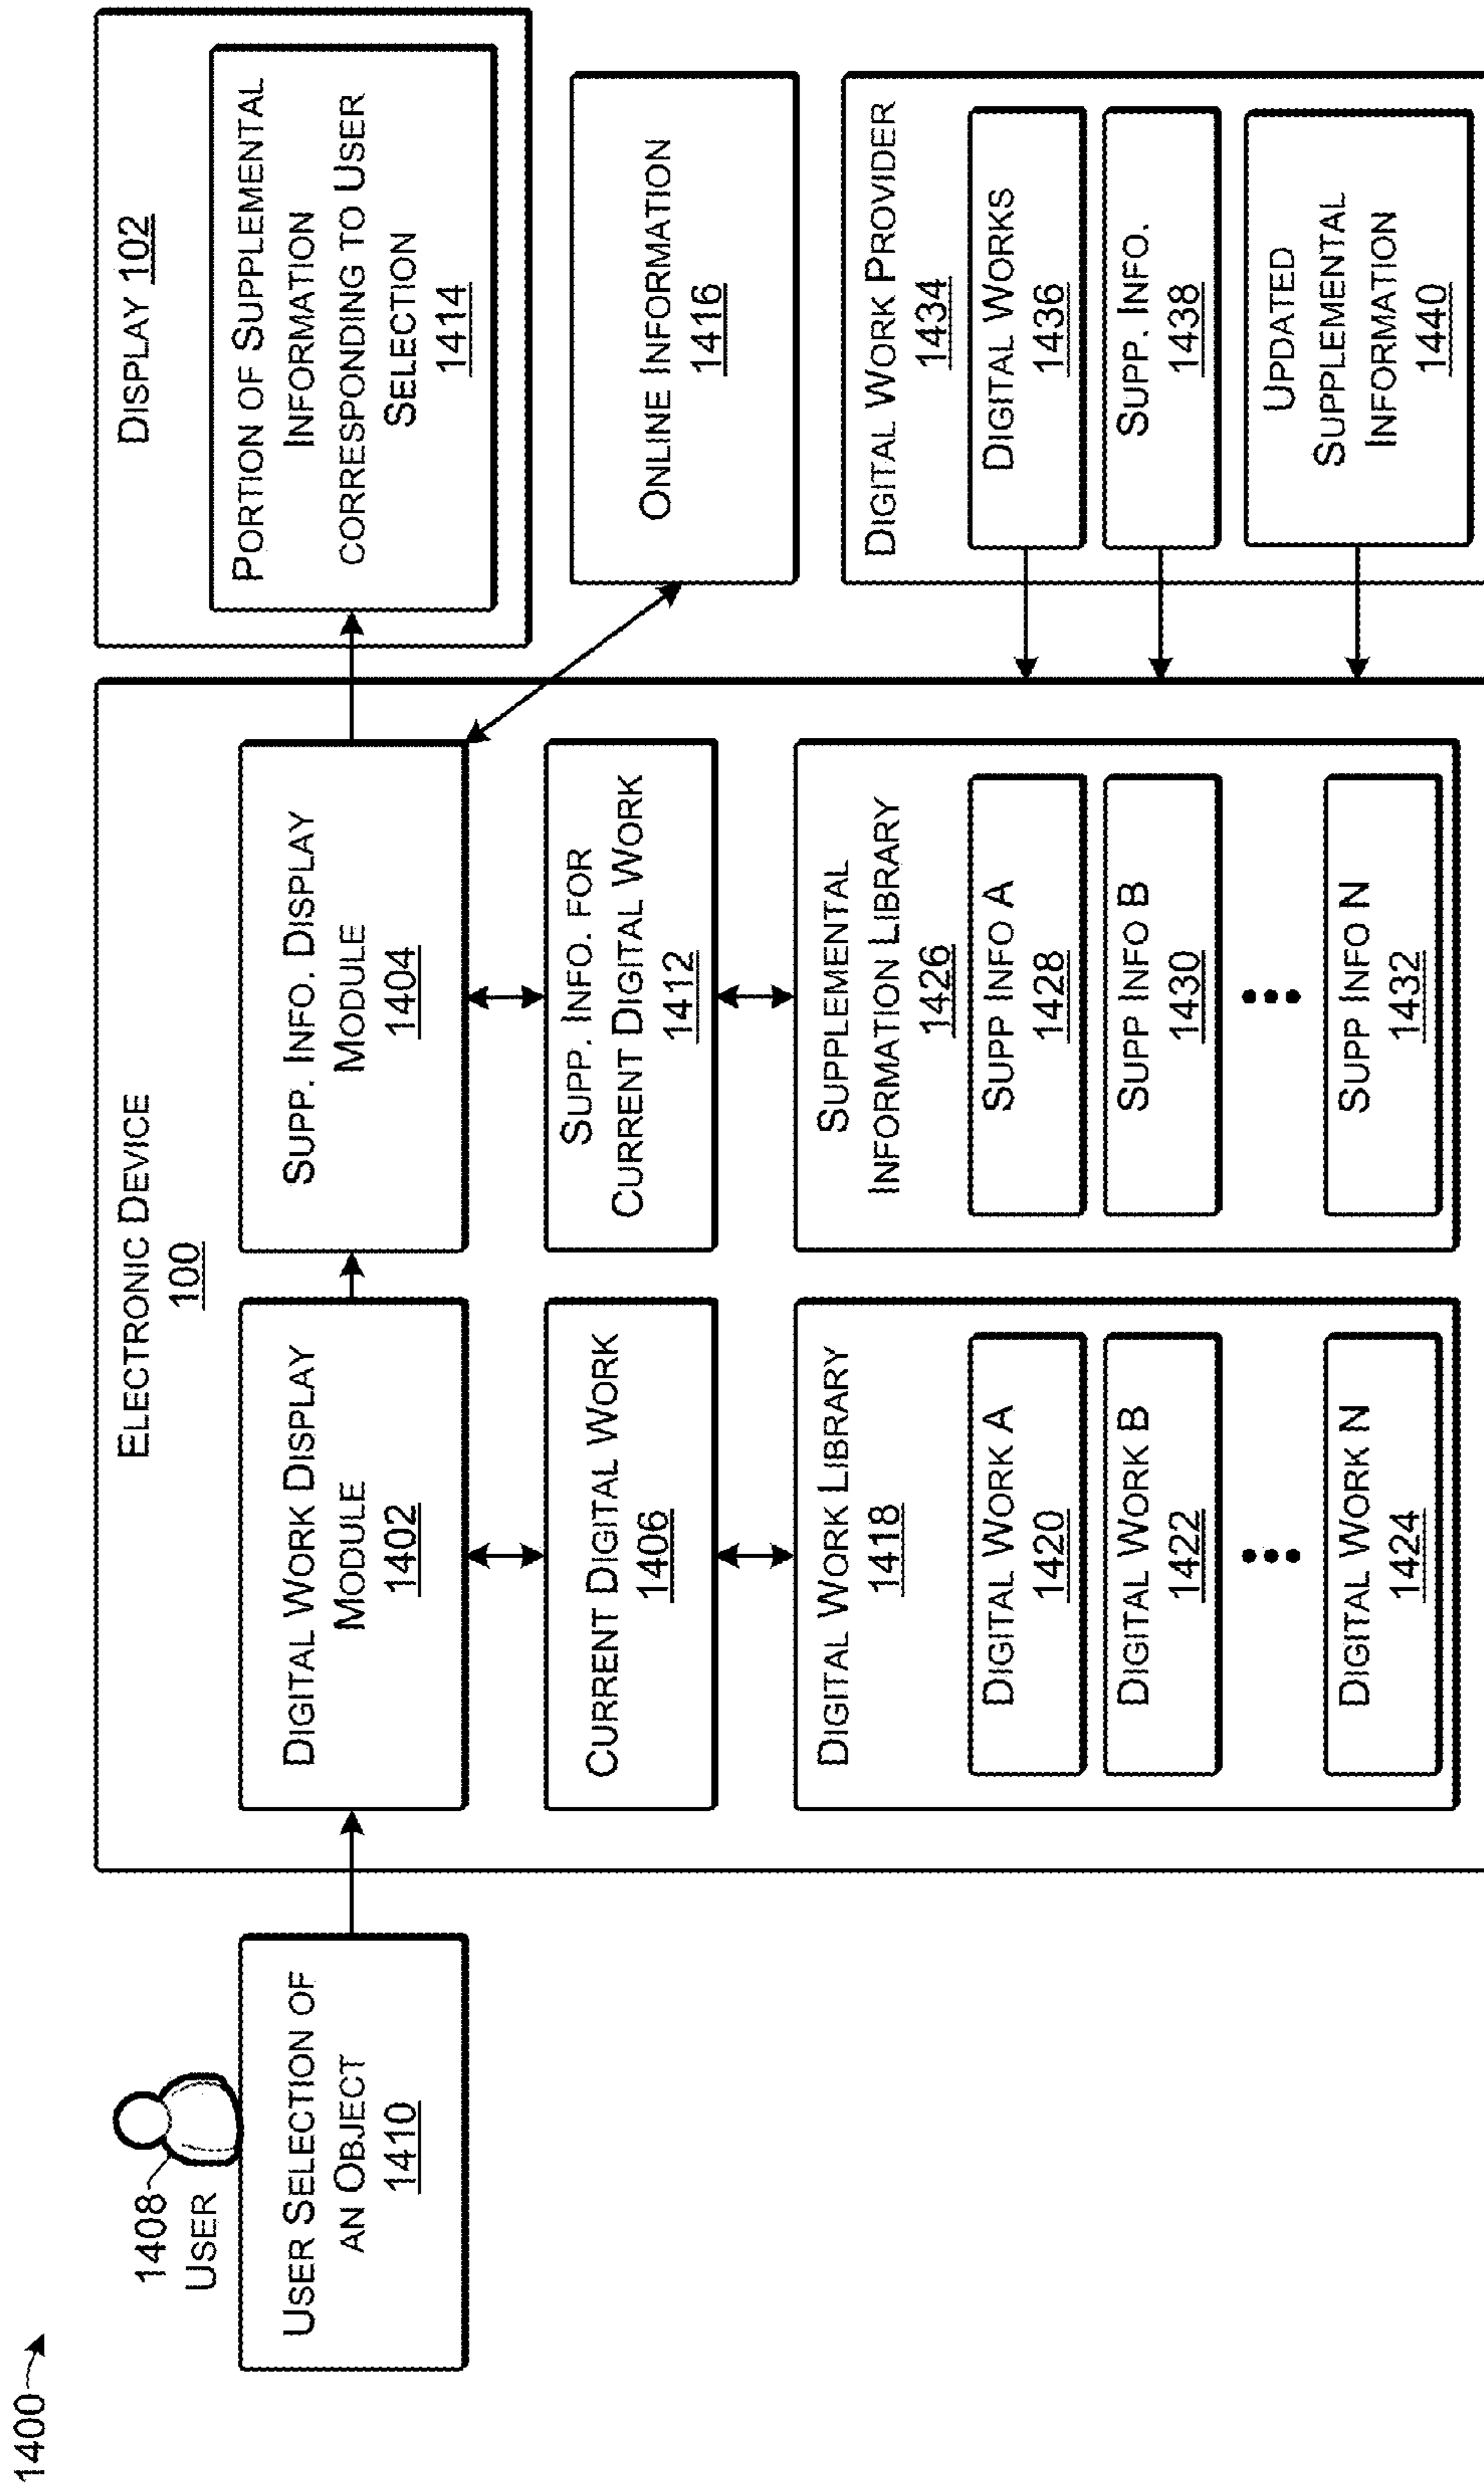 1400
1408
USER
USER SELECTION OF
AN OBJECT
1410
ELECTRONIC DEVICE
100
DIGITAL WORK DISPLAY
MODULE
1402
SUPP. INFO. DISPLAY
MODULE
1404
CURRENT DIGITAL WORK
1406
SUPP. INFO. FOR
CURRENT DIGITAL WORK
1412
DIGITAL WORK LIBRARY
1418
DIGITAL WORK A
1420
DIGITAL WORK B
1422
DIGITAL WORK N
1424
SUPPLEMENTAL
INFORMATION LIBRARY
1426
SUPP INFO A
1428
SUPP INFO B
1430
SUPP INFO N
1432
DISPLAY 102
PORTION OF SUPPLEMENTAL
INFORMATION
CORRESPONDING TO USER
SELECTION
1414
ONLINE INFORMATION
1416
DIGITAL WORK PROVIDER
1434
DIGITAL WORKS
1436
SUPP. INFO.
1438
UPDATED
SUPPLEMENTAL
INFORMATION
1440